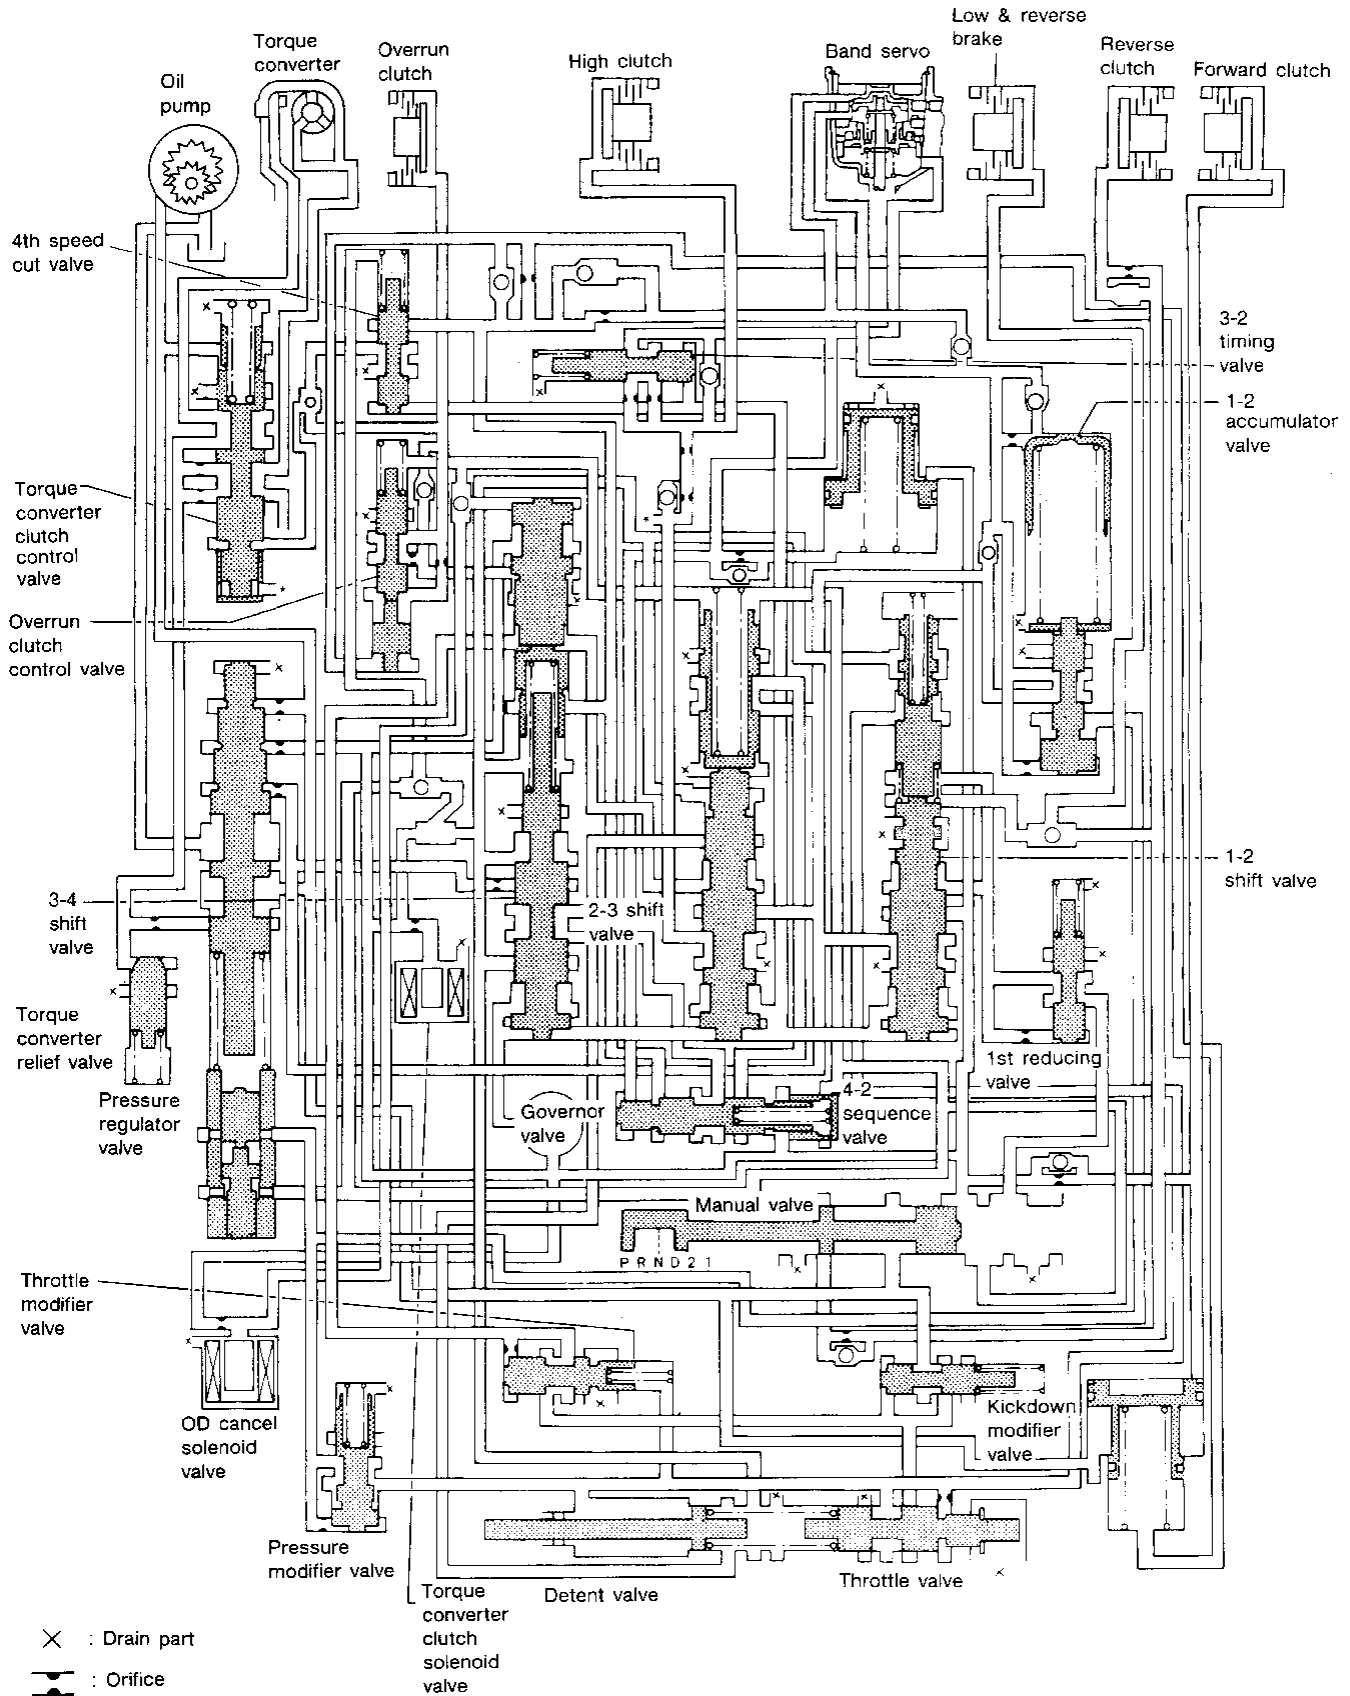 Low & reverse
brake
Torque
converter
Overrun
clutch
High clutch
Band servo
Reverse
clutch
Forward clutch
Oil
pump
4th speed
cut valve
3-2
timing
valve
1-2
accumulator
valve
Torque
converter
clutch
control
valve
Overrun
clutch
control valve
1-2
shift valve
3-4
shift
valve
2-3 shift
valve
Torque
converter
relief valve
1st reducing
valve
Pressure
regulator
valve
Governor
valve
4-2
sequence
valve
Manual valve
P R N D 2 1
Throttle
modifier
valve
OD cancel
solenoid
valve
Kickdown
modifier
valve
Pressure
modifier valve
Torque
converter
clutch
solenoid
valve
Detent valve
Throttle valve
× : Drain part
: Orifice